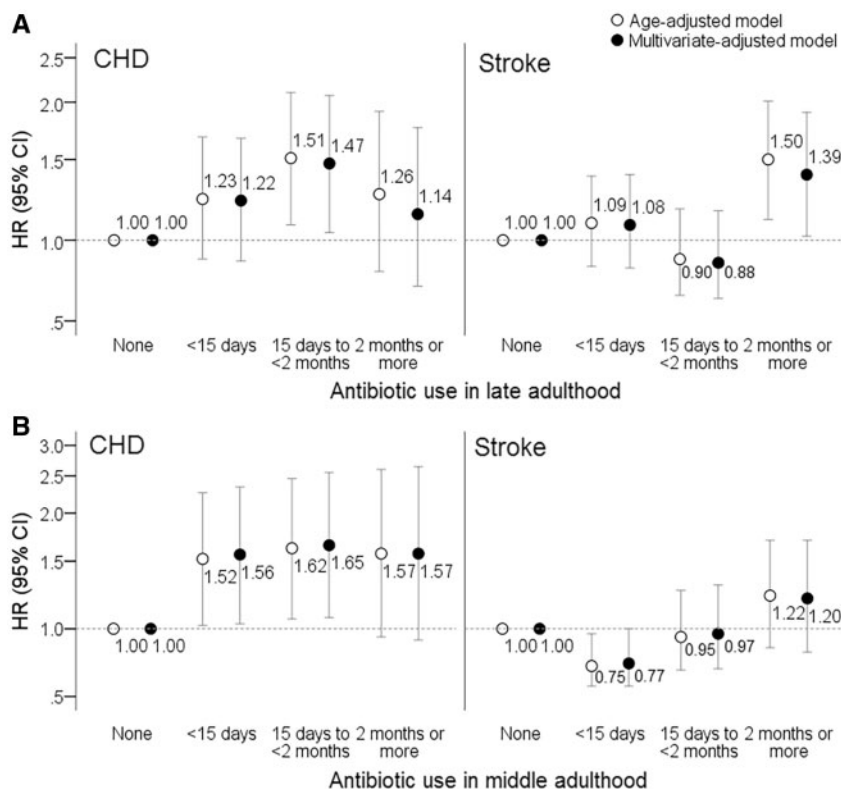 A
○ Age-adjusted model
● Multivariate-adjusted model
CHD
Stroke
HR (95% CI)
2.5
2.0
1.5
1.0
.5
1.00 1.00
1.23 1.22
1.51 1.47
1.26 1.14
1.00 1.00
1.09 1.08
0.90 0.88
1.50 1.39
None <15 days 15 days to 2 months or None <15 days 15 days to 2 months or
<2 months more <2 months more
Antibiotic use in late adulthood
B
CHD
Stroke
HR (95% CI)
3.0
2.5
2.0
1.5
1.0
.5
1.00 1.00
1.52 1.56
1.62 1.65
1.57 1.57
1.00 1.00
0.75 0.77
0.95 0.97
1.22 1.20
None <15 days 15 days to 2 months or None <15 days 15 days to 2 months or
<2 months more <2 months more
Antibiotic use in middle adulthood